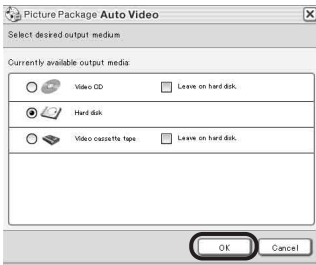 Picture Package Auto Video
Select desired output medium
Currently available output media:
Video CD Leave on hard disk.
Hard disk
Video cassette tape Leave on hard disk.
OK Cancel